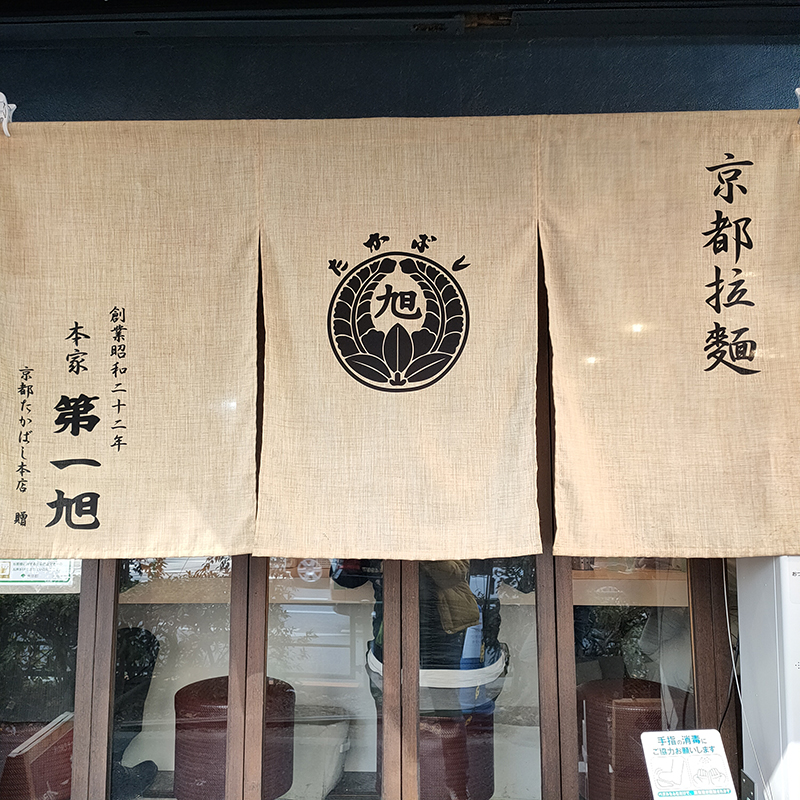 京都拉麺
たかばし
旭
創業昭和二十二年
本家 第一旭
京都たかばし本店 贈
手指の消毒に
ご協力お願いします